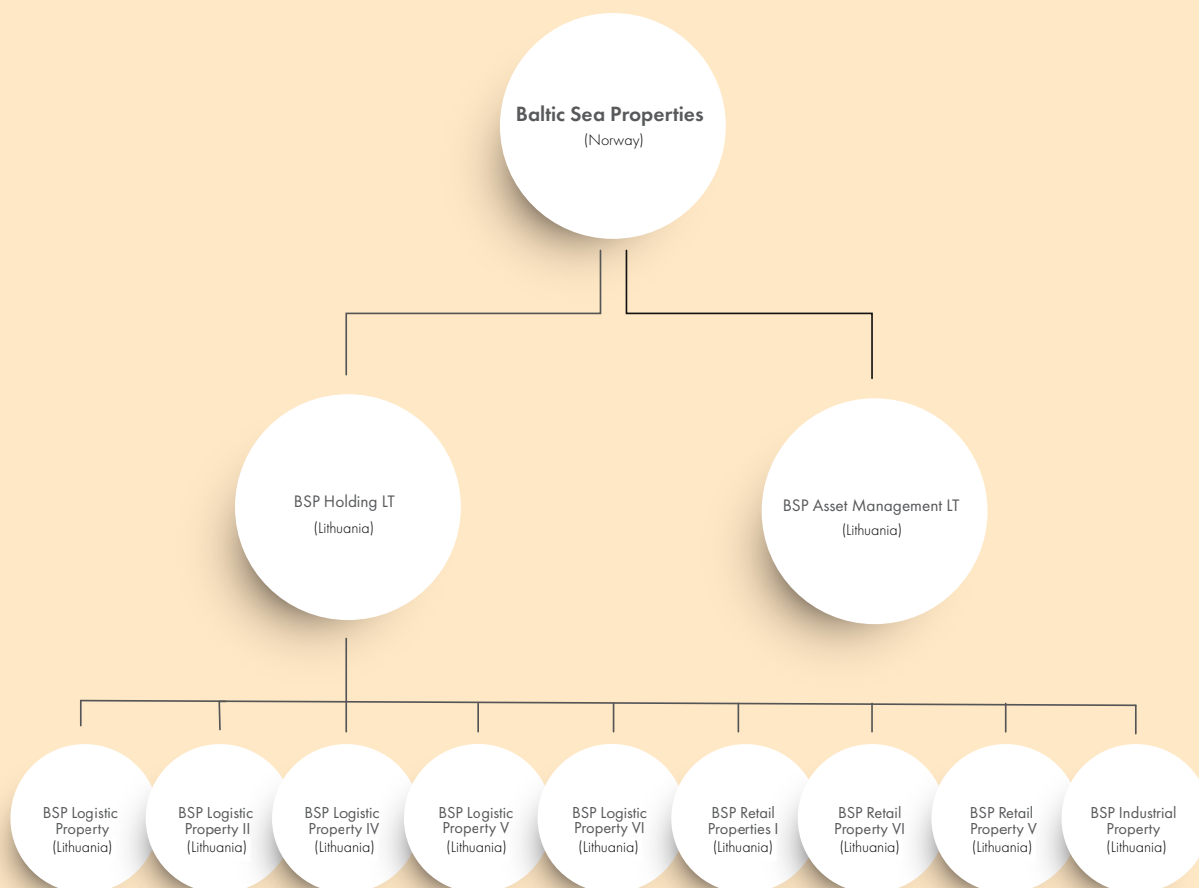 Baltic Sea Properties
(Norway)
BSP Holding LT
(Lithuania)
BSP Asset Management LT
(Lithuania)
BSP Logistic
Property
(Lithuania)
BSP Logistic
Property II
(Lithuania)
BSP Logistic
Property IV
(Lithuania)
BSP Logistic
Property V
(Lithuania)
BSP Logistic
Property VI
(Lithuania)
BSP Retail
Properties I
(Lithuania)
BSP Retail
Property VI
(Lithuania)
BSP Retail
Property V
(Lithuania)
BSP Industrial
Property
(Lithuania)